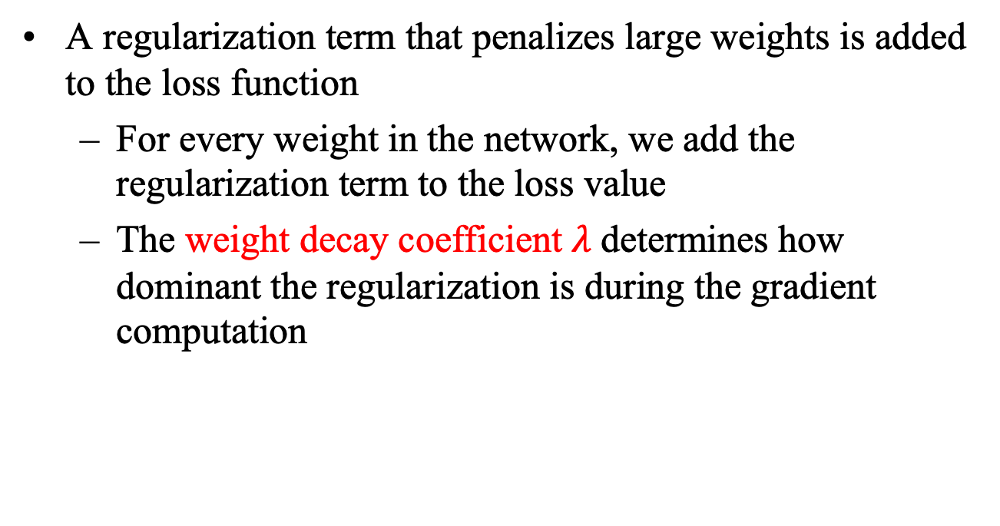 • A regularization term that penalizes large weights is added
to the loss function
– For every weight in the network, we add the
regularization term to the loss value
– The weight decay coefficient λ determines how
dominant the regularization is during the gradient
computation